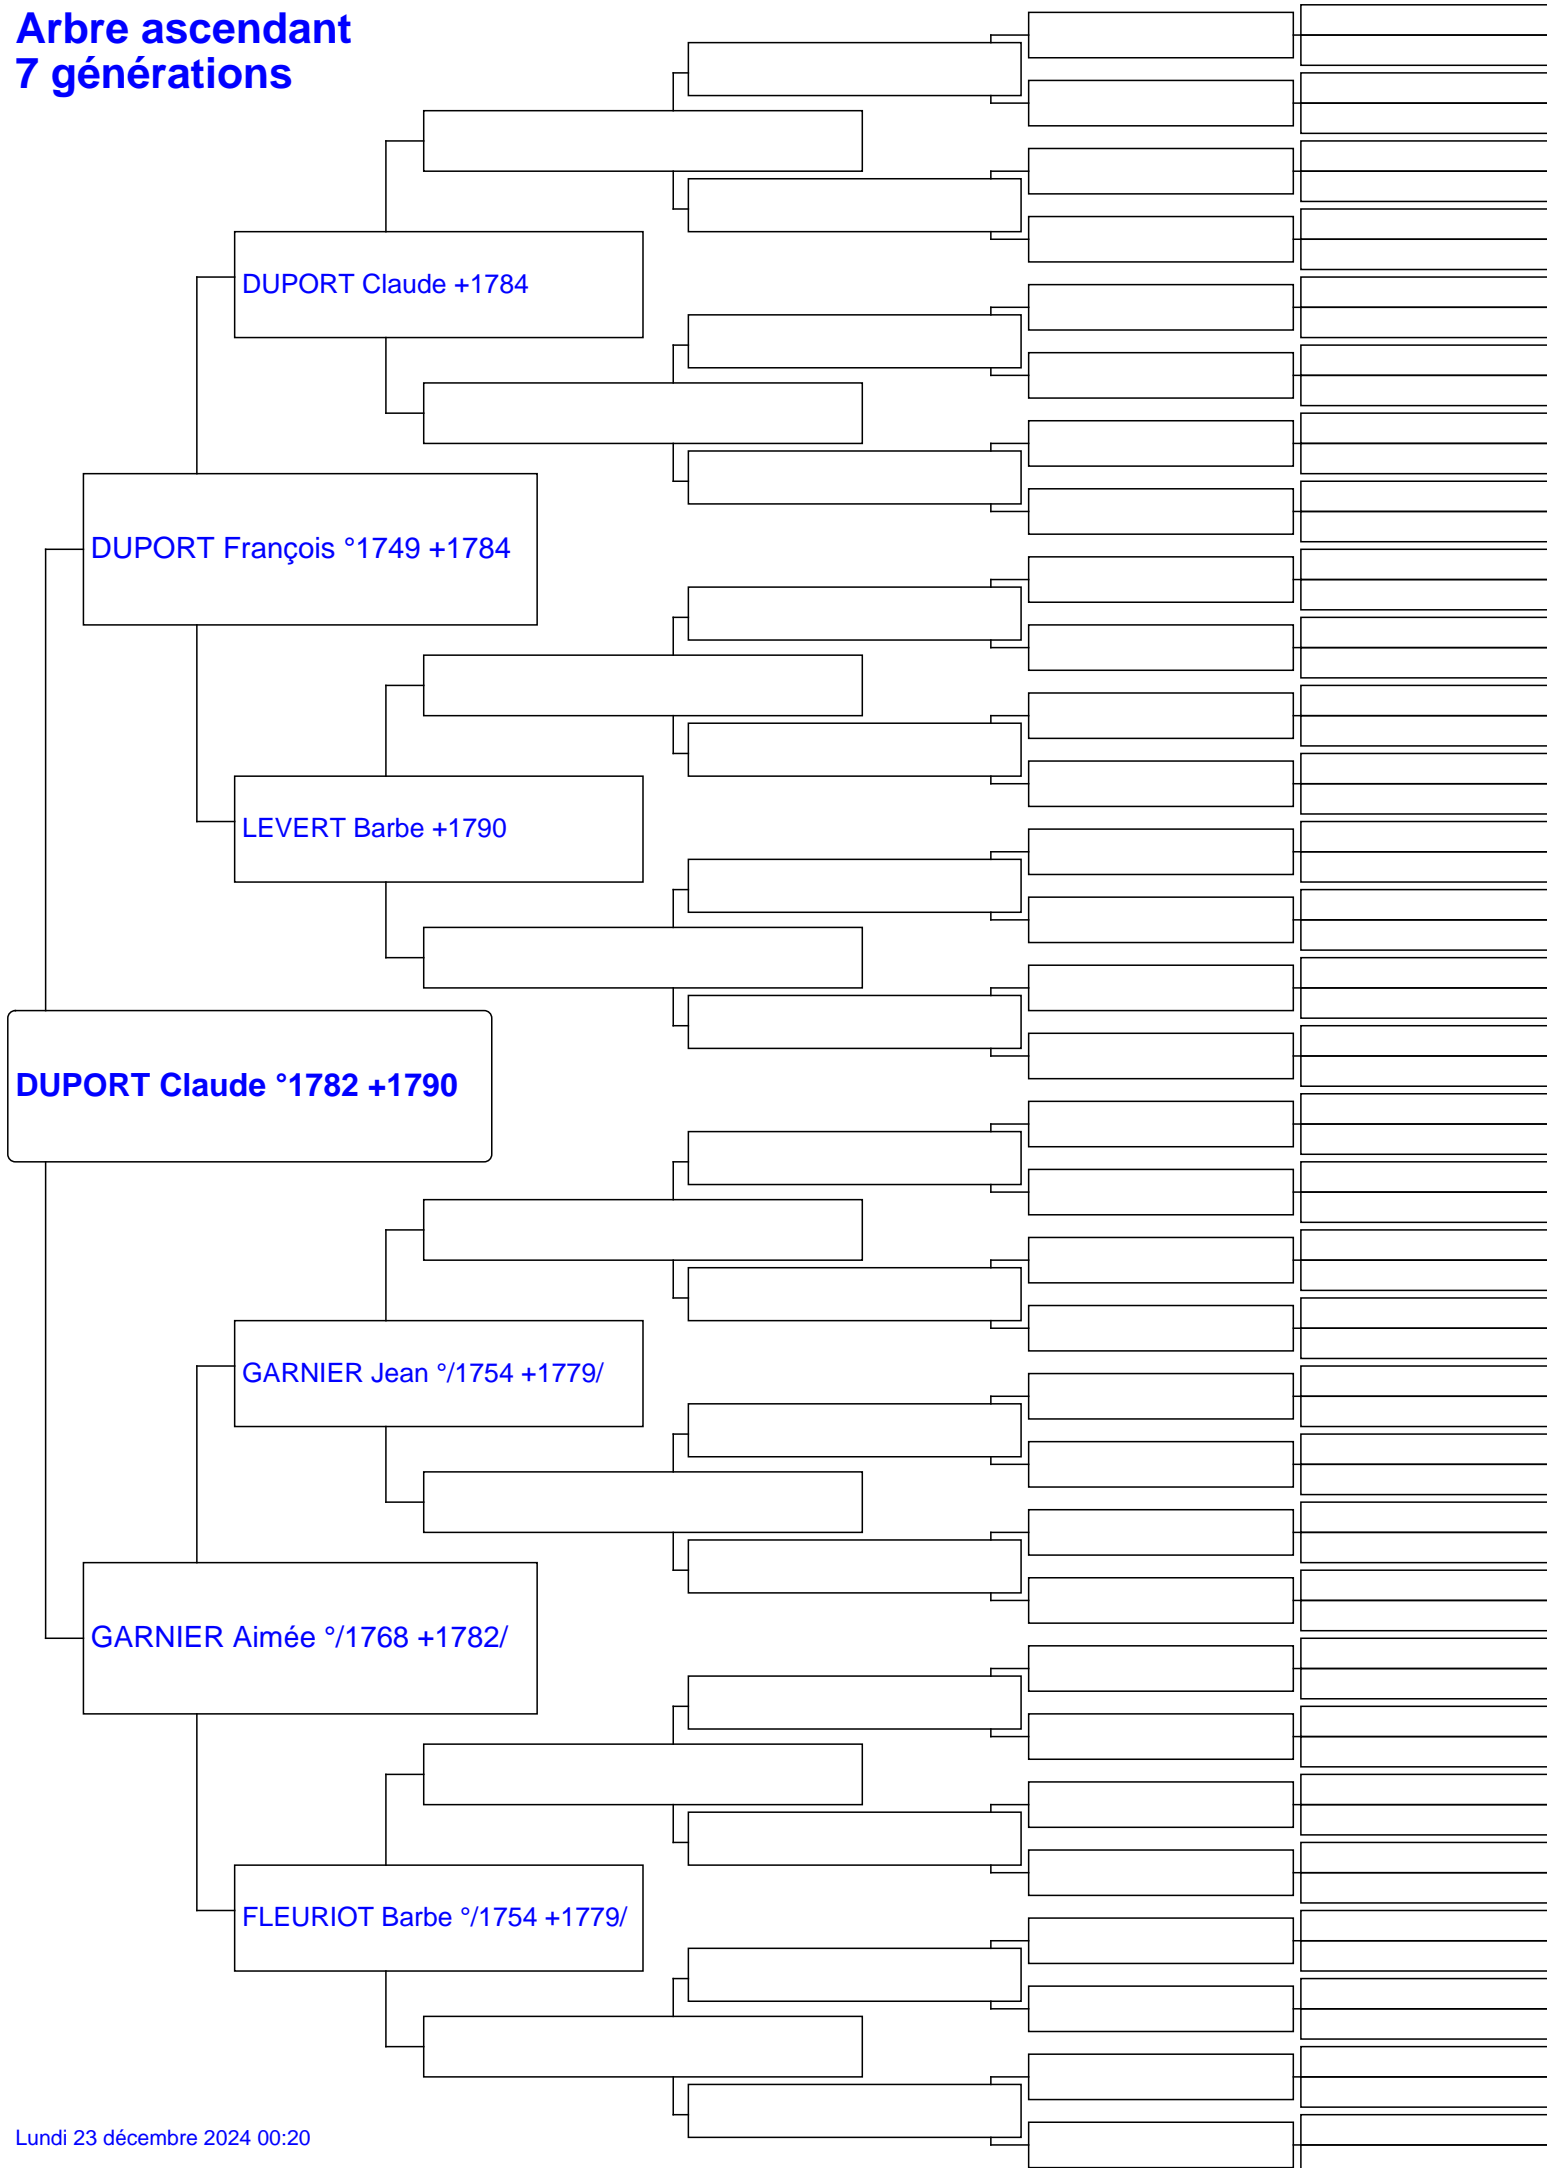 Arbre ascendant
7 générations
DUPORT Claude +1784
DUPORT François °1749 +1784
LEVERT Barbe +1790
DUPORT Claude °1782 +1790
GARNIER Jean °/1754 +1779/
GARNIER Aimée °/1768 +1782/
FLEURIOT Barbe °/1754 +1779/
Lundi 23 décembre 2024 00:20